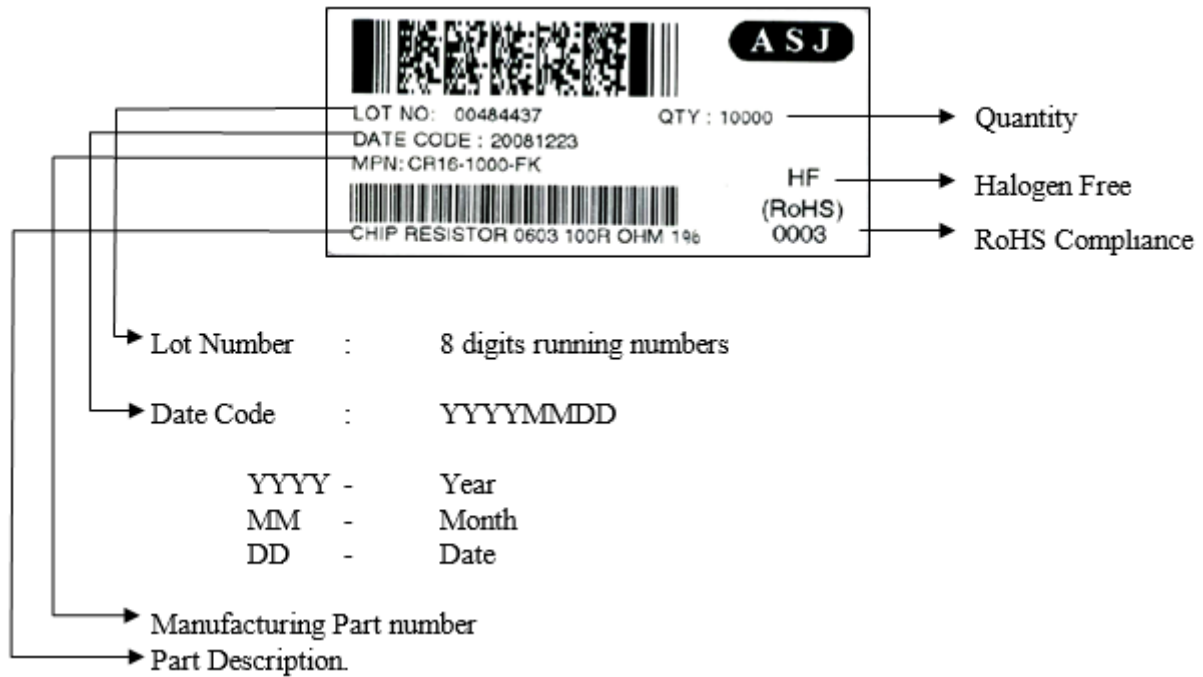 ASJ
LOT NO: 00484437 QTY : 10000 Quantity
DATE CODE : 20081223
MPN: CR16-1000-FK
HF Halogen Free
(RoHS)
CHIP RESISTOR 0603 100R OHM 1% 0003 RoHS Compliance
Lot Number : 8 digits running numbers
Date Code : YYYYMMDD
YYYY - Year
MM - Month
DD - Date
Manufacturing Part number
Part Description.